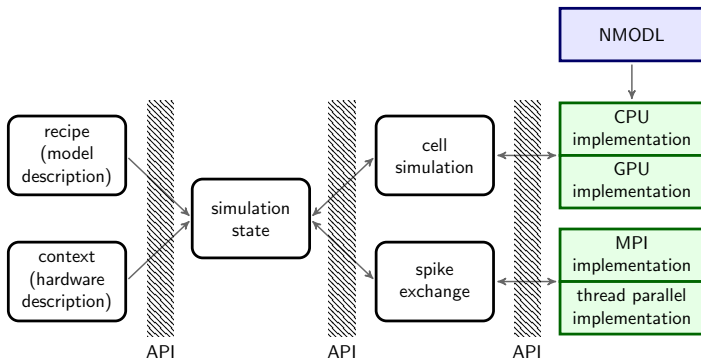 NMODL
recipe
(model
description)
context
(hardware
description)
simulation
state
cell
simulation
spike
exchange
CPU
implementation
GPU
implementation
MPI
implementation
thread parallel
implementation
API
API
API